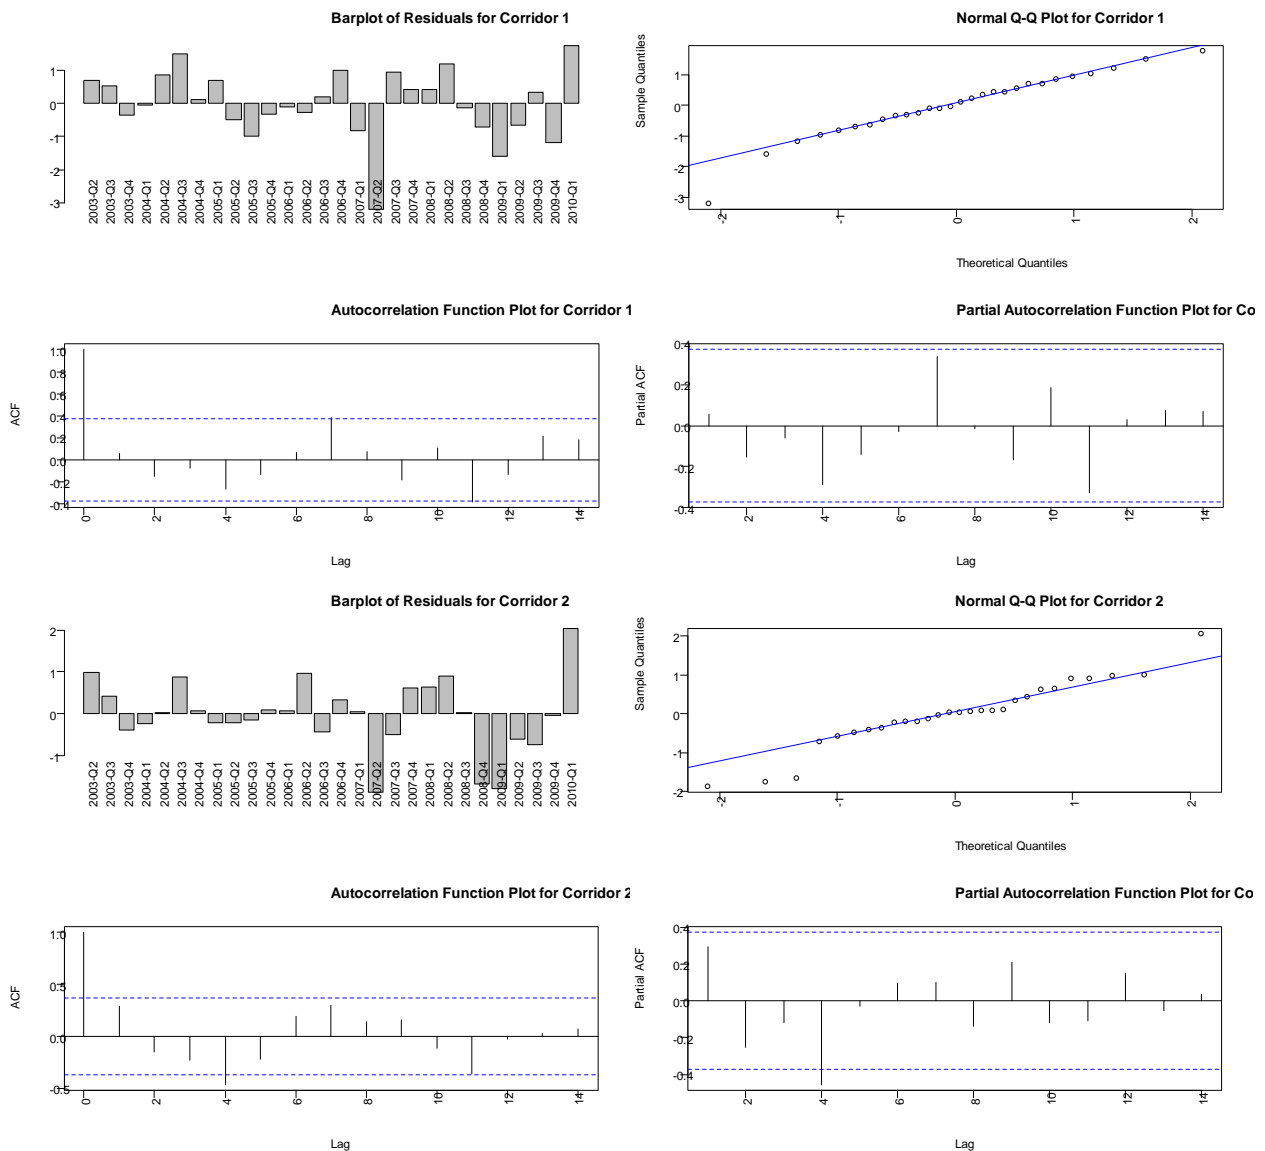 Barplot of Residuals for Corridor 1
1
0
-1
-2
-3
2003-Q2
2003-Q3
2003-Q4
2004-Q1
2004-Q2
2004-Q3
2004-Q4
2005-Q1
2005-Q2
2005-Q3
2005-Q4
2006-Q1
2006-Q2
2006-Q3
2006-Q4
2007-Q1
2007-Q2
2007-Q3
2007-Q4
2008-Q1
2008-Q2
2008-Q3
2008-Q4
2009-Q1
2009-Q2
2009-Q3
2009-Q4
2010-Q1
Normal Q-Q Plot for Corridor 1
Sample Quantiles
1
0
-1
-2
-3
-2
-1
0
1
2
Theoretical Quantiles
Autocorrelation Function Plot for Corridor 1
ACF
1.0
0.8
0.6
0.4
0.2
0.0
-0.2
-0.4
0
2
4
6
8
10
12
14
Lag
Partial Autocorrelation Function Plot for Co
Partial ACF
0.4
0.2
0.0
-0.2
-0.4
2
4
6
8
10
12
14
Lag
Barplot of Residuals for Corridor 2
2
1
0
-1
2003-Q2
2003-Q3
2003-Q4
2004-Q1
2004-Q2
2004-Q3
2004-Q4
2005-Q1
2005-Q2
2005-Q3
2005-Q4
2006-Q1
2006-Q2
2006-Q3
2006-Q4
2007-Q1
2007-Q2
2007-Q3
2007-Q4
2008-Q1
2008-Q2
2008-Q3
2008-Q4
2009-Q1
2009-Q2
2009-Q3
2009-Q4
2010-Q1
Normal Q-Q Plot for Corridor 2
Sample Quantiles
2
1
0
-1
-2
-2
-1
0
1
2
Theoretical Quantiles
Autocorrelation Function Plot for Corridor 2
ACF
1.0
0.5
0.0
-0.5
0
2
4
6
8
10
12
14
Lag
Partial Autocorrelation Function Plot for Co
Partial ACF
0.4
0.2
0.0
-0.2
-0.4
2
4
6
8
10
12
14
Lag